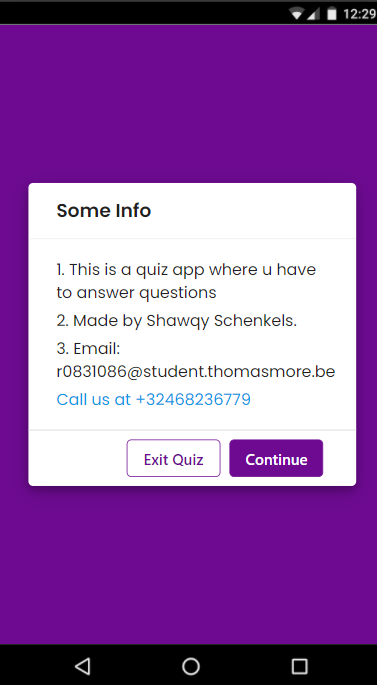 12:29
Some Info
1. This is a quiz app where u have
to answer questions
2. Made by Shawqy Schenkels.
3. Email:
r0831086@student.thomasmore.be
Call us at +32468236779
Exit Quiz
Continue